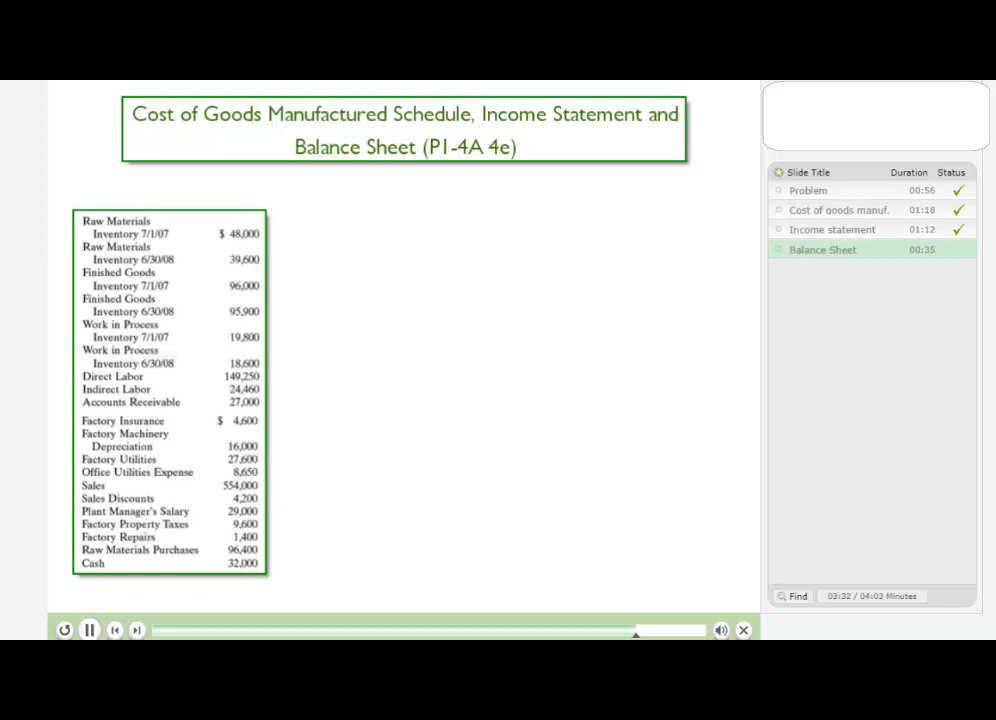 Cost of Goods Manufactured Schedule, Income Statement and
Balance Sheet (P1-4A 4e)
Raw Materials
Inventory 7/1/07 $ 48,000
Raw Materials
Inventory 6/30/08 39,600
Finished Goods
Inventory 7/1/07 96,000
Finished Goods
Inventory 6/30/08 95,900
Work in Process
Inventory 7/1/07 19,800
Work in Process
Inventory 6/30/08 18,600
Direct Labor 149,250
Indirect Labor 24,460
Accounts Receivable 27,000
Factory Insurance $ 4,600
Factory Machinery
Depreciation 16,000
Factory Utilities 27,600
Office Utilities Expense 8,650
Sales 554,000
Sales Discounts 4,200
Plant Manager's Salary 29,000
Factory Property Taxes 9,600
Factory Repairs 1,400
Raw Materials Purchases 96,400
Cash 32,000
Slide Title Duration Status
Problem 00:56
Cost of goods manuf. 01:18
Income statement 01:12
Balance Sheet 00:35
Find 03:32 / 04:03 Minutes